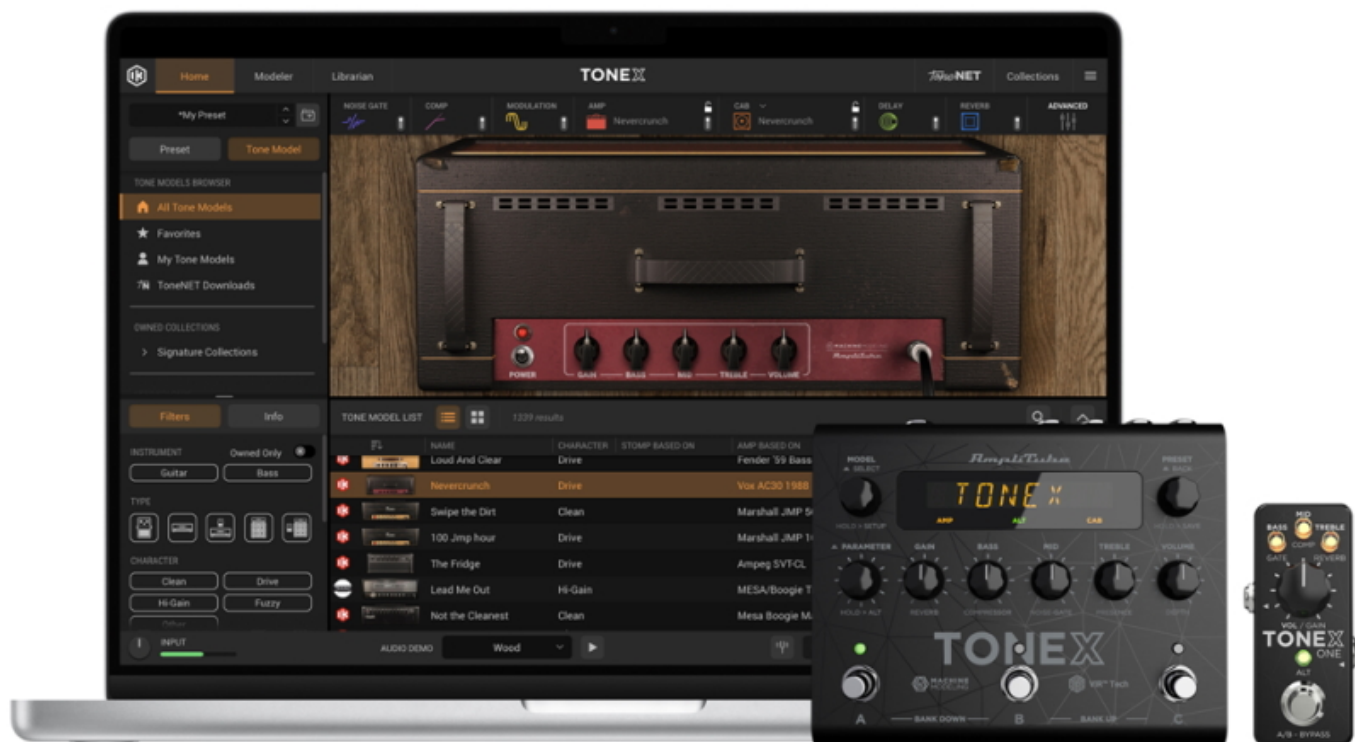 Home Modeler Librarian TONEX ToneNET Collections
*My Preset
NOISE GATE COMP MODULATION AMP CAB DELAY REVERB ADVANCED
Nevercrunch Nevercrunch
Preset Tone Model
TONE MODELS BROWSER
All Tone Models
Favorites
My Tone Models
ToneNET Downloads
OWNED COLLECTIONS
Signature Collections
POWER GAIN BASS MID TREBLE VOLUME
AmpliTube
Filters Info
INSTRUMENT Owned Only
Guitar Bass
TYPE
CHARACTER
Clean Drive
Hi-Gain Fuzzy
Other
INPUT
TONE MODEL LIST 1239 results
NAME CHARACTER STOMP BASED ON AMP BASED ON
Loud And Clear Drive Fender '59 Bass
Nevercrunch Drive Vox AC30 1988
Swipe the Dirt Clean Marshall JMP 50
100 Jmp hour Drive Marshall JMP 1
The Fridge Drive Ampeg SVT-CL
Lead Me Out Hi-Gain MESA/Boogie T
Not the Cleanest Clean Mesa Boogie M
AUDIO DEMO Wood
AmpliTube
MODEL PRESET
SELECT BACK
TONEX
AMP ALT CAB
HOLD = SETUP HOLD = SAVE
PARAMETER GAIN BASS MID TREBLE VOLUME
HOLD = ALT REVERB COMPRESSOR NOISE GATE PRESENCE DEPTH
TONEX
MACHINE MODELING
VIR™ Tech
A BANK DOWN B BANK UP C
MID
BASS TREBLE
COMP
GATE REVERB
VOL / GAIN
TONEX
ONE
ALT
A/B - BYPASS